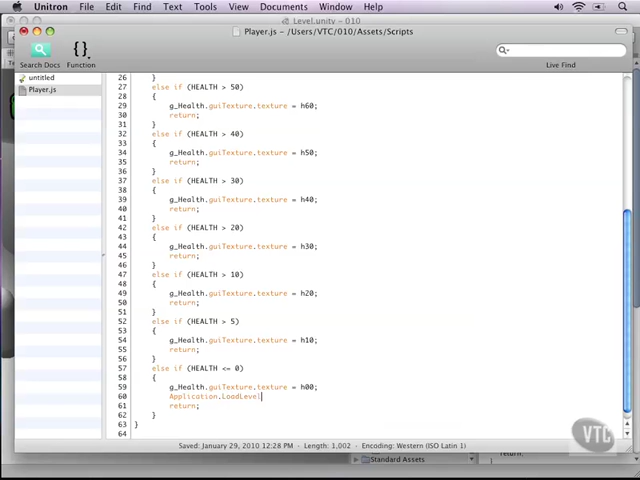 Unitron File Edit Find Text View Documents Window Help
Level.unity — 010
Player.js — /Users/VTC/010/Assets/Scripts
Search Docs Function Live Find
untitled
Player.js
26 }
27 else if (HEALTH > 50)
28 {
29 g_Health.guiTexture.texture = h60;
30 return;
31 }
32 else if (HEALTH > 40)
33 {
34 g_Health.guiTexture.texture = h50;
35 return;
36 }
37 else if (HEALTH > 30)
38 {
39 g_Health.guiTexture.texture = h40;
40 return;
41 }
42 else if (HEALTH > 20)
43 {
44 g_Health.guiTexture.texture = h30;
45 return;
46 }
47 else if (HEALTH > 10)
48 {
49 g_Health.guiTexture.texture = h20;
50 return;
51 }
52 else if (HEALTH > 5)
53 {
54 g_Health.guiTexture.texture = h10;
55 return;
56 }
57 else if (HEALTH <= 0)
58 {
59 g_Health.guiTexture.texture = h00;
60 Application.LoadLevel
61 return;
62 }
63 }
64
Saved: January 29, 2010 12:28 PM › Length: 1,002 › Encoding: Western (ISO Latin 1)
Standard Assets
return;
VTC